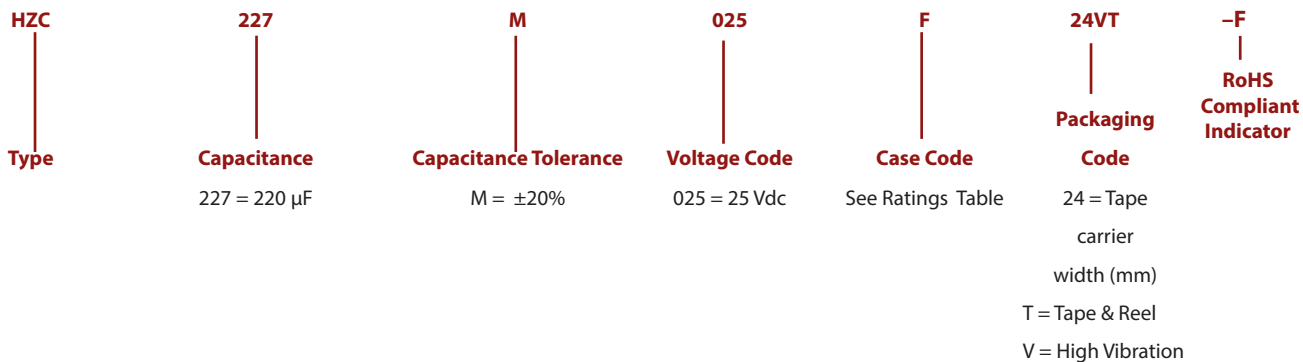 HZC 227 M 025 F 24VT –F
RoHS
Compliant
Indicator
Packaging
Type Capacitance Capacitance Tolerance Voltage Code Case Code Code
227 = 220 µF M = ±20% 025 = 25 Vdc See Ratings Table 24 = Tape
carrier
width (mm)
T = Tape & Reel
V = High Vibration